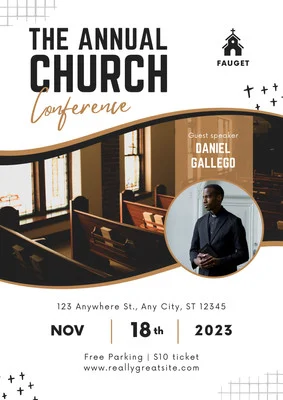 THE ANNUAL
CHURCH
Conference
FAUGET
Guest speaker
DANIEL
GALLEGO
123 Anywhere St., Any City, ST 12345
NOV | 18th | 2023
Free Parking | S10 ticket
www.reallygreatsite.com